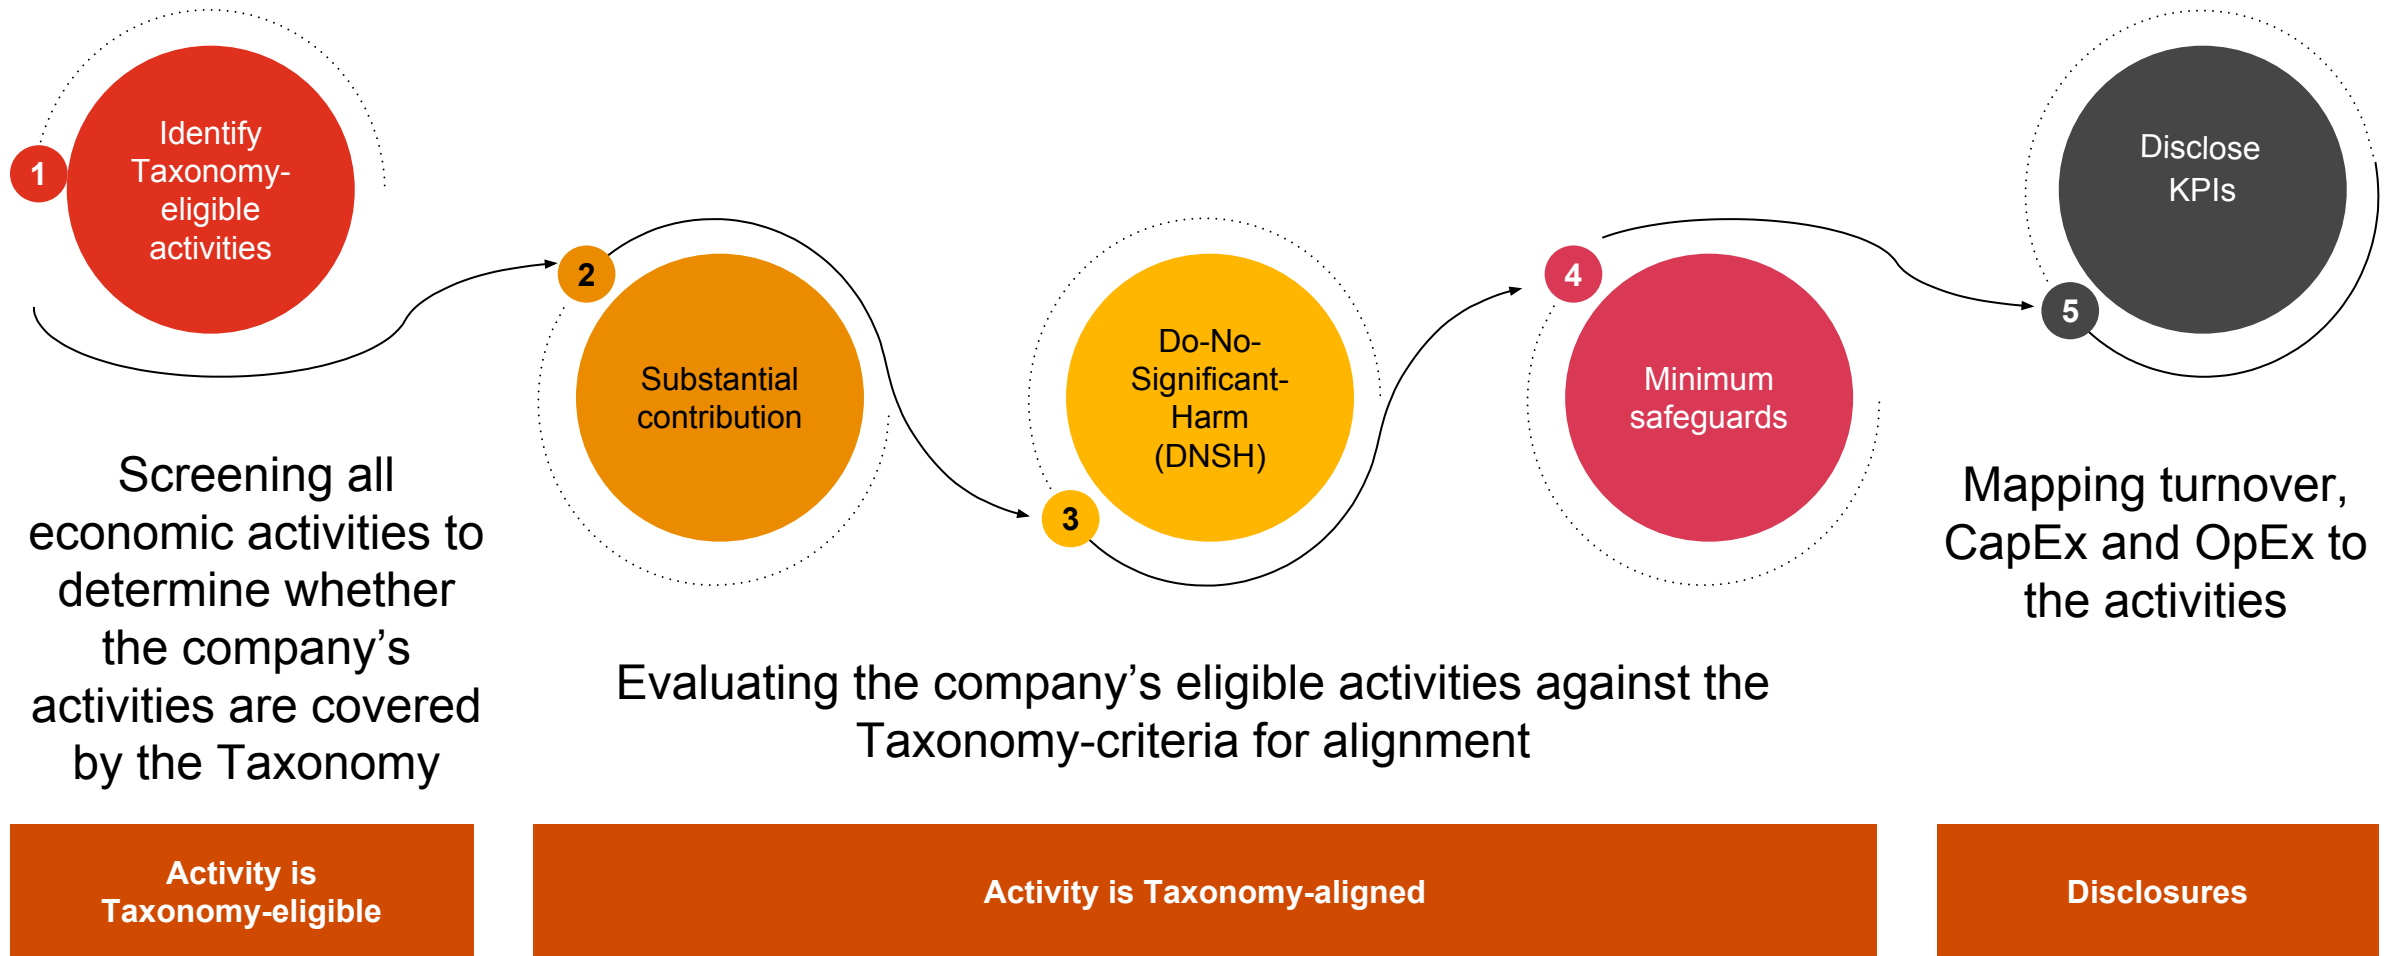 1
Identify
Taxonomy-
eligible
activities
2
Substantial
contribution
3
Do-No-
Significant-
Harm
(DNSH)
4
Minimum
safeguards
5
Disclose
KPIs
Screening all
economic activities to
determine whether
the company’s
activities are covered
by the Taxonomy
Evaluating the company’s eligible activities against the
Taxonomy-criteria for alignment
Mapping turnover,
CapEx and OpEx to
the activities
Activity is
Taxonomy-eligible
Activity is Taxonomy-aligned
Disclosures